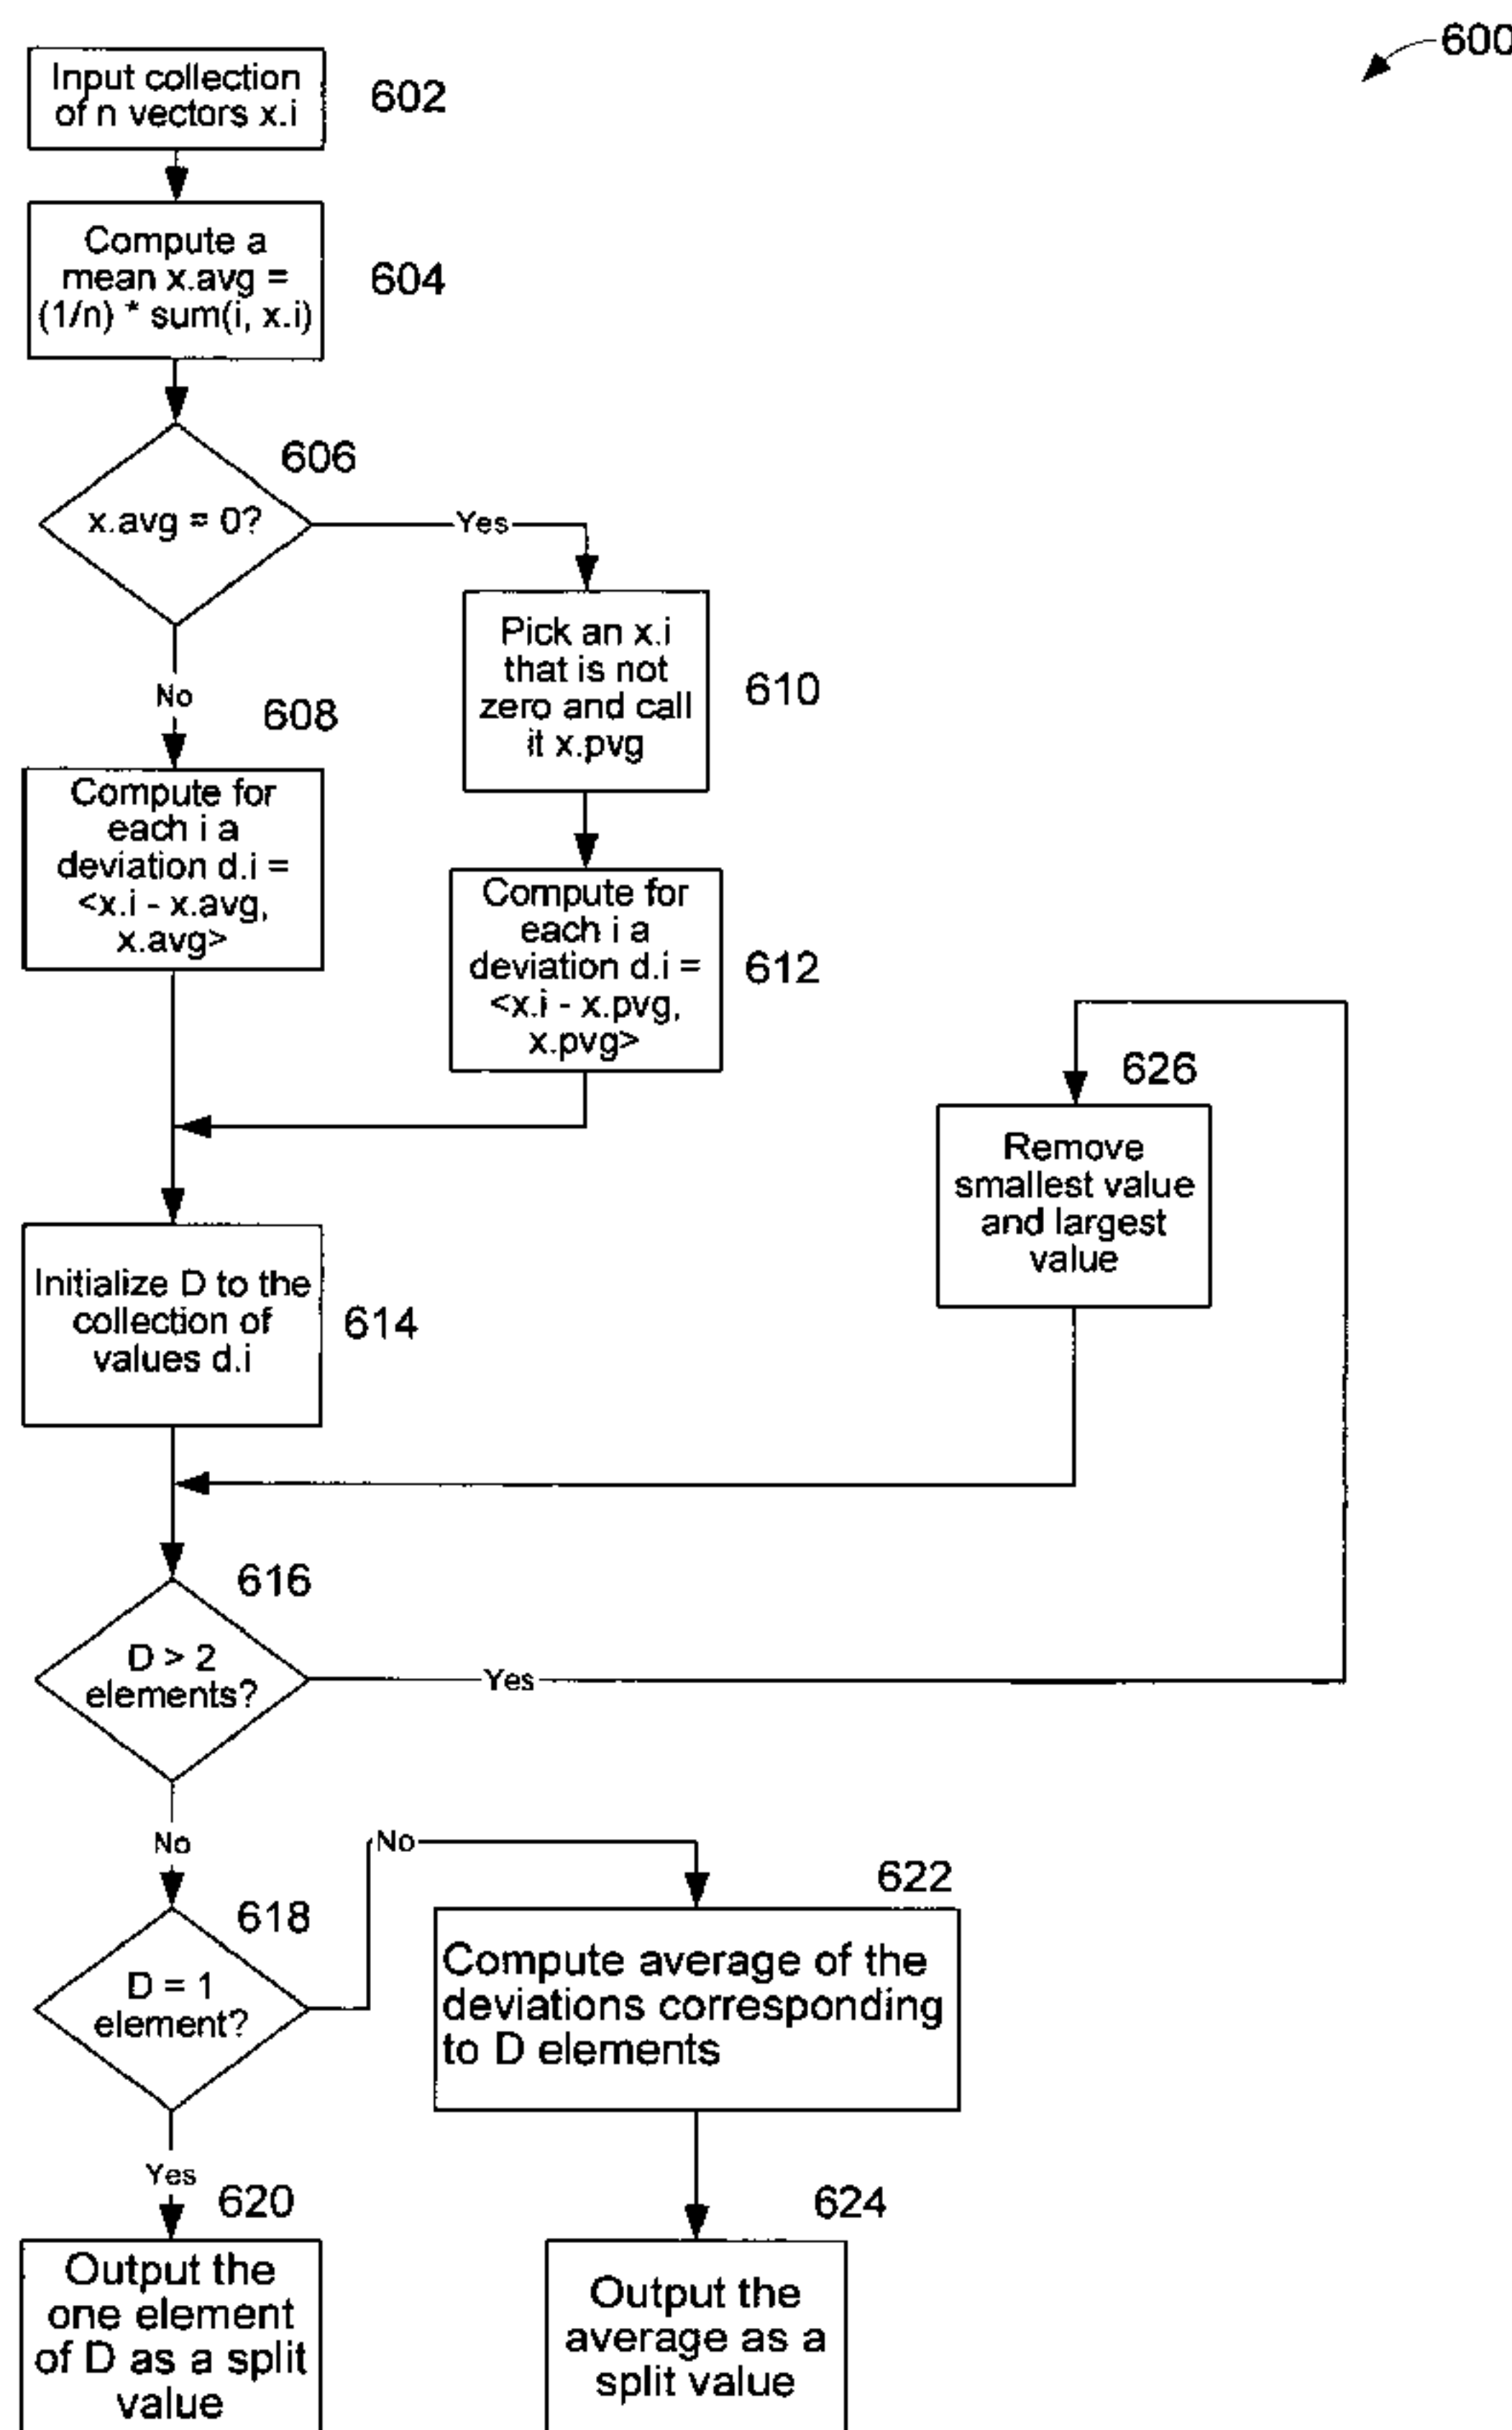 600
Input collection
of n vectors x.i
602
Compute a
mean x.avg =
(1/n) * sum(i, x.i)
604
606
x.avg = 0?
Yes
No
Pick an x.i
that is not
zero and call
it x.pvg
610
608
Compute for
each i a
deviation d.i =
<x.i - x.avg,
x.avg>
Compute for
each i a
deviation d.i =
<x.i - x.pvg,
x.pvg>
612
626
Remove
smallest value
and largest
value
Initialize D to the
collection of
values d.i
614
616
D > 2
elements?
Yes
No
618
D = 1
element?
No
622
Compute average of the
deviations corresponding
to D elements
Yes
620
Output the
one element
of D as a split
value
624
Output the
average as a
split value